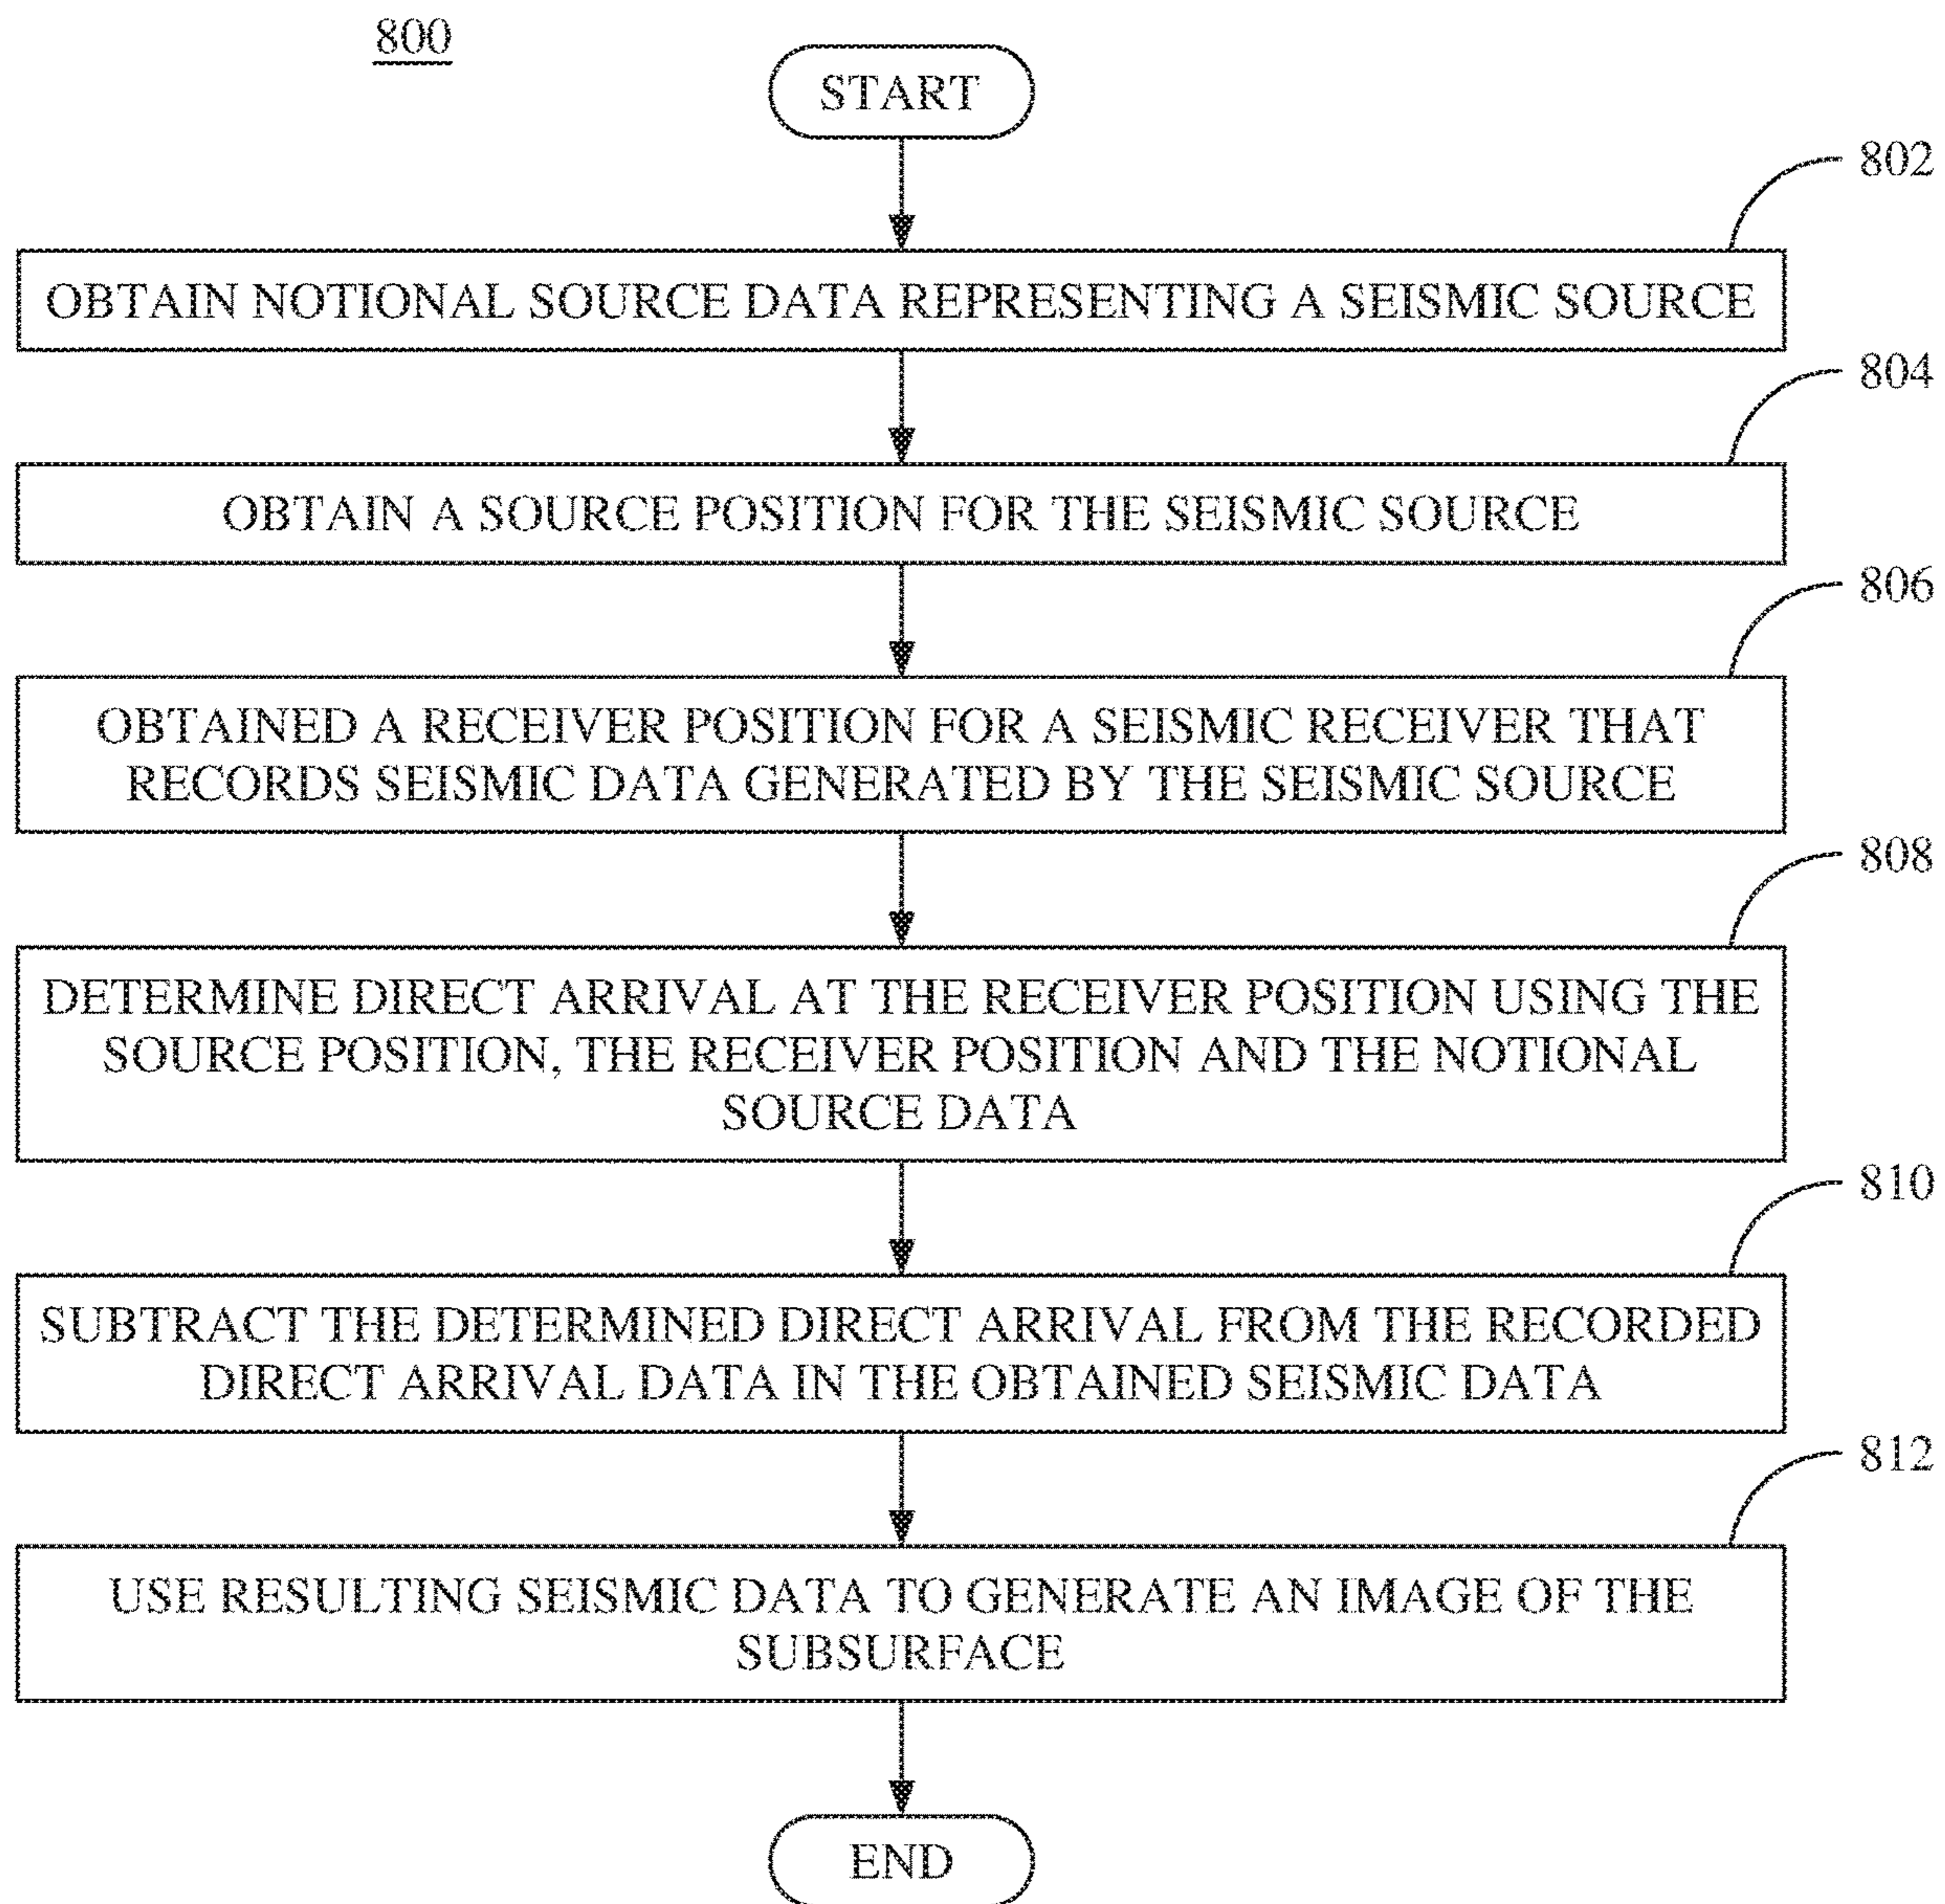 800
START
802
OBTAIN NOTIONAL SOURCE DATA REPRESENTING A SEISMIC SOURCE
804
OBTAIN A SOURCE POSITION FOR THE SEISMIC SOURCE
806
OBTAINED A RECEIVER POSITION FOR A SEISMIC RECEIVER THAT
RECORDS SEISMIC DATA GENERATED BY THE SEISMIC SOURCE
808
DETERMINE DIRECT ARRIVAL AT THE RECEIVER POSITION USING THE
SOURCE POSITION, THE RECEIVER POSITION AND THE NOTIONAL
SOURCE DATA
810
SUBTRACT THE DETERMINED DIRECT ARRIVAL FROM THE RECORDED
DIRECT ARRIVAL DATA IN THE OBTAINED SEISMIC DATA
812
USE RESULTING SEISMIC DATA TO GENERATE AN IMAGE OF THE
SUBSURFACE
END